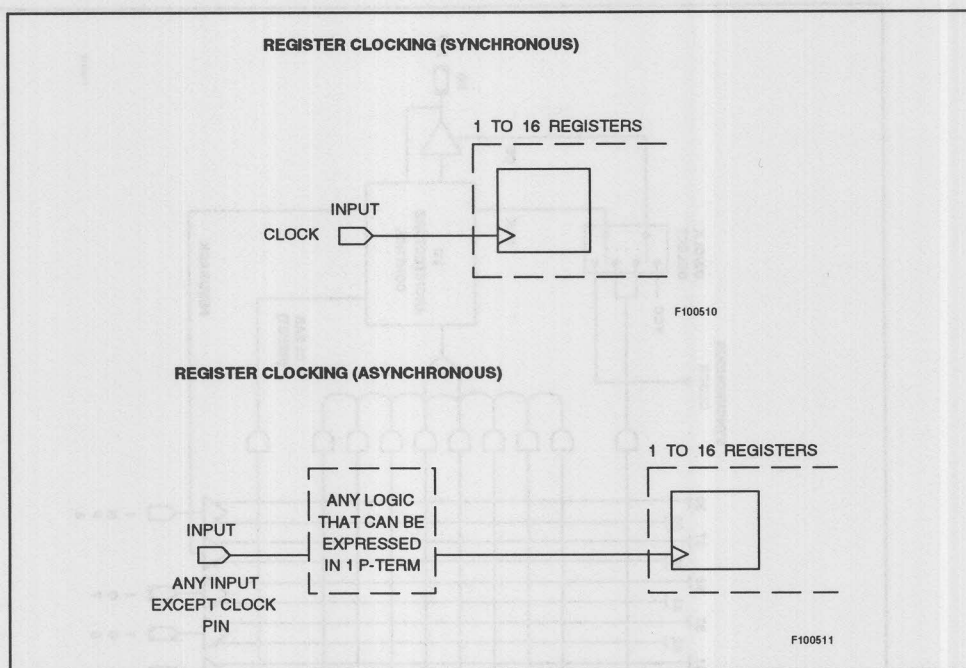 REGISTER CLOCKING (SYNCHRONOUS)
1 TO 16 REGISTERS
INPUT
CLOCK
F100510
REGISTER CLOCKING (ASYNCHRONOUS)
1 TO 16 REGISTERS
ANY LOGIC
THAT CAN BE
EXPRESSED
IN 1 P-TERM
INPUT
ANY INPUT
EXCEPT CLOCK
PIN
F100511